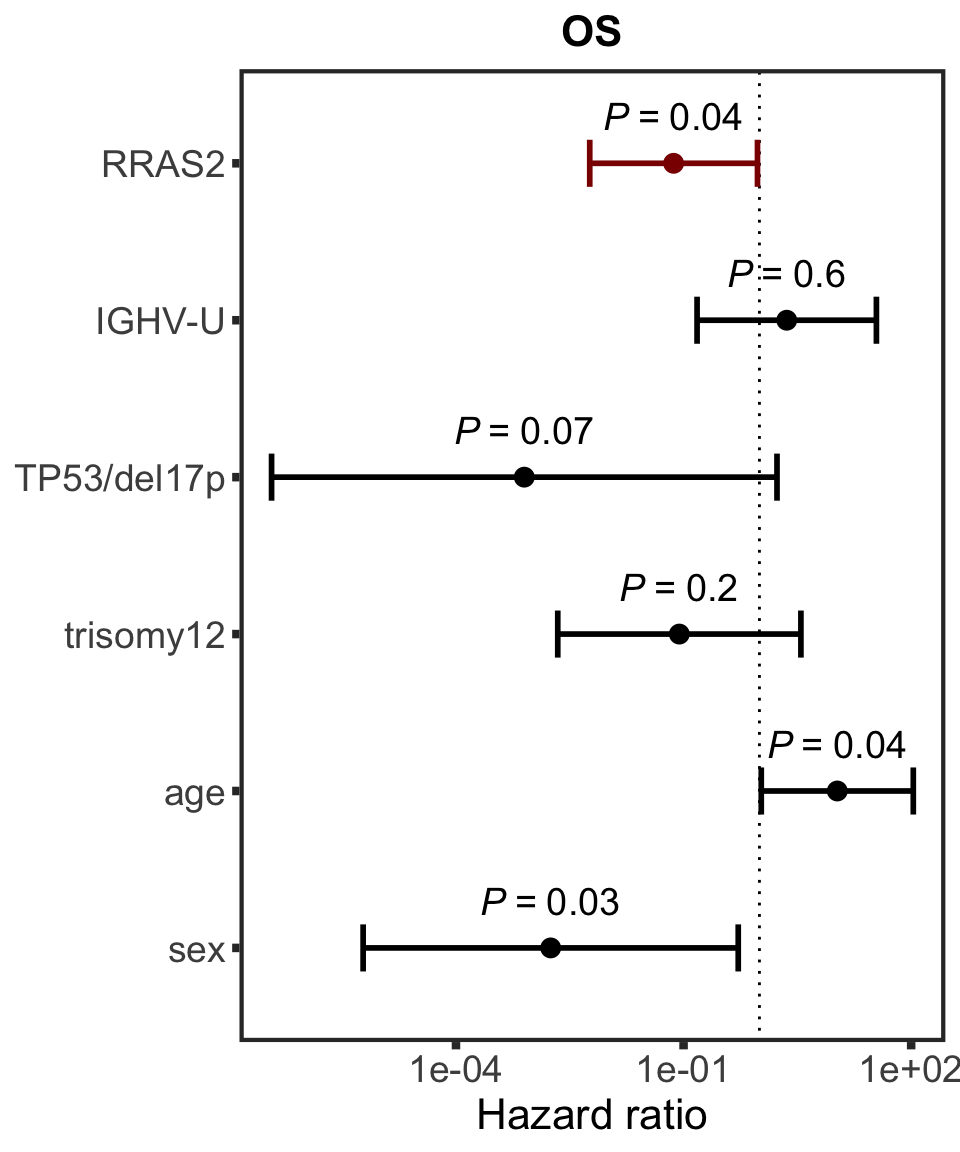 OS
P = 0.04
RRAS2
P = 0.6
IGHV-U
P = 0.07
TP53/del17p
P = 0.2
trisomy12
P = 0.04
age
P = 0.03
sex
1e-04 1e-01 1e+02
Hazard ratio